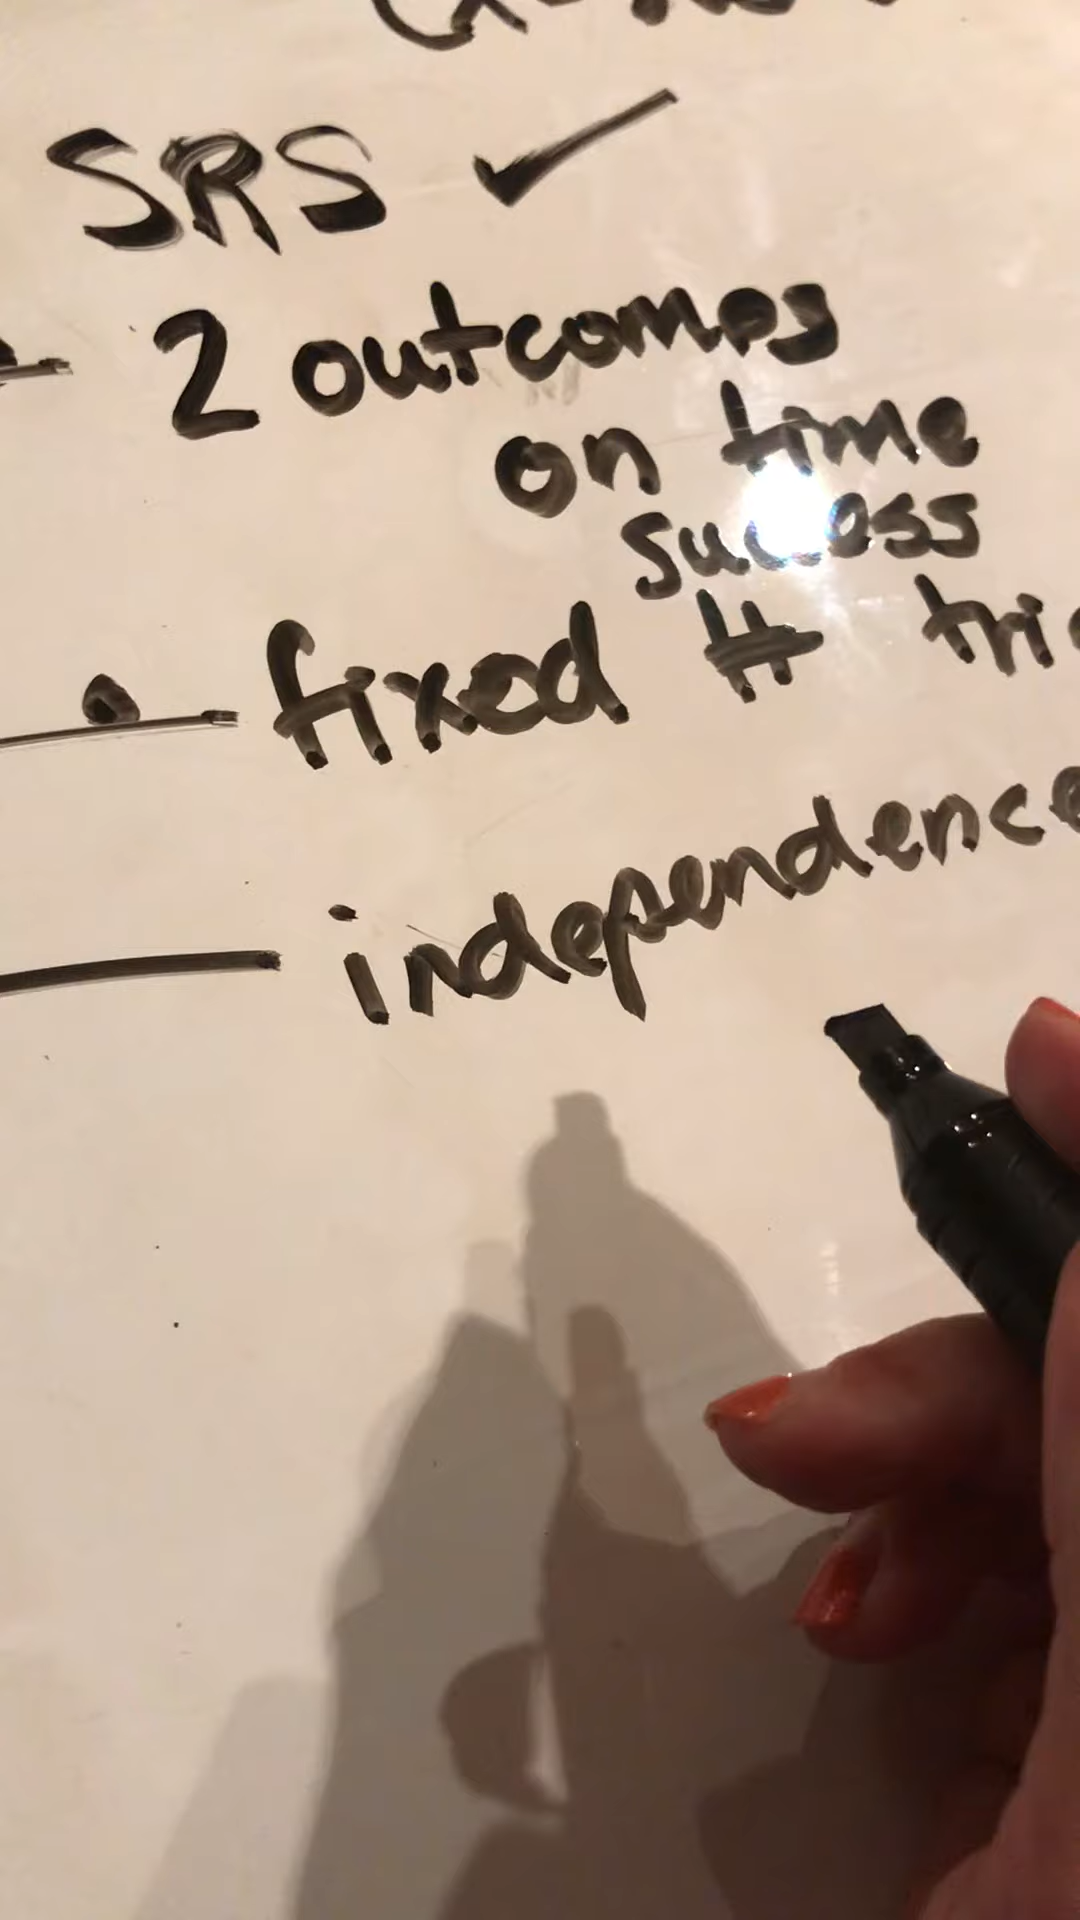 SRS ✓
2 outcomes
on time
success
fixed #
independence